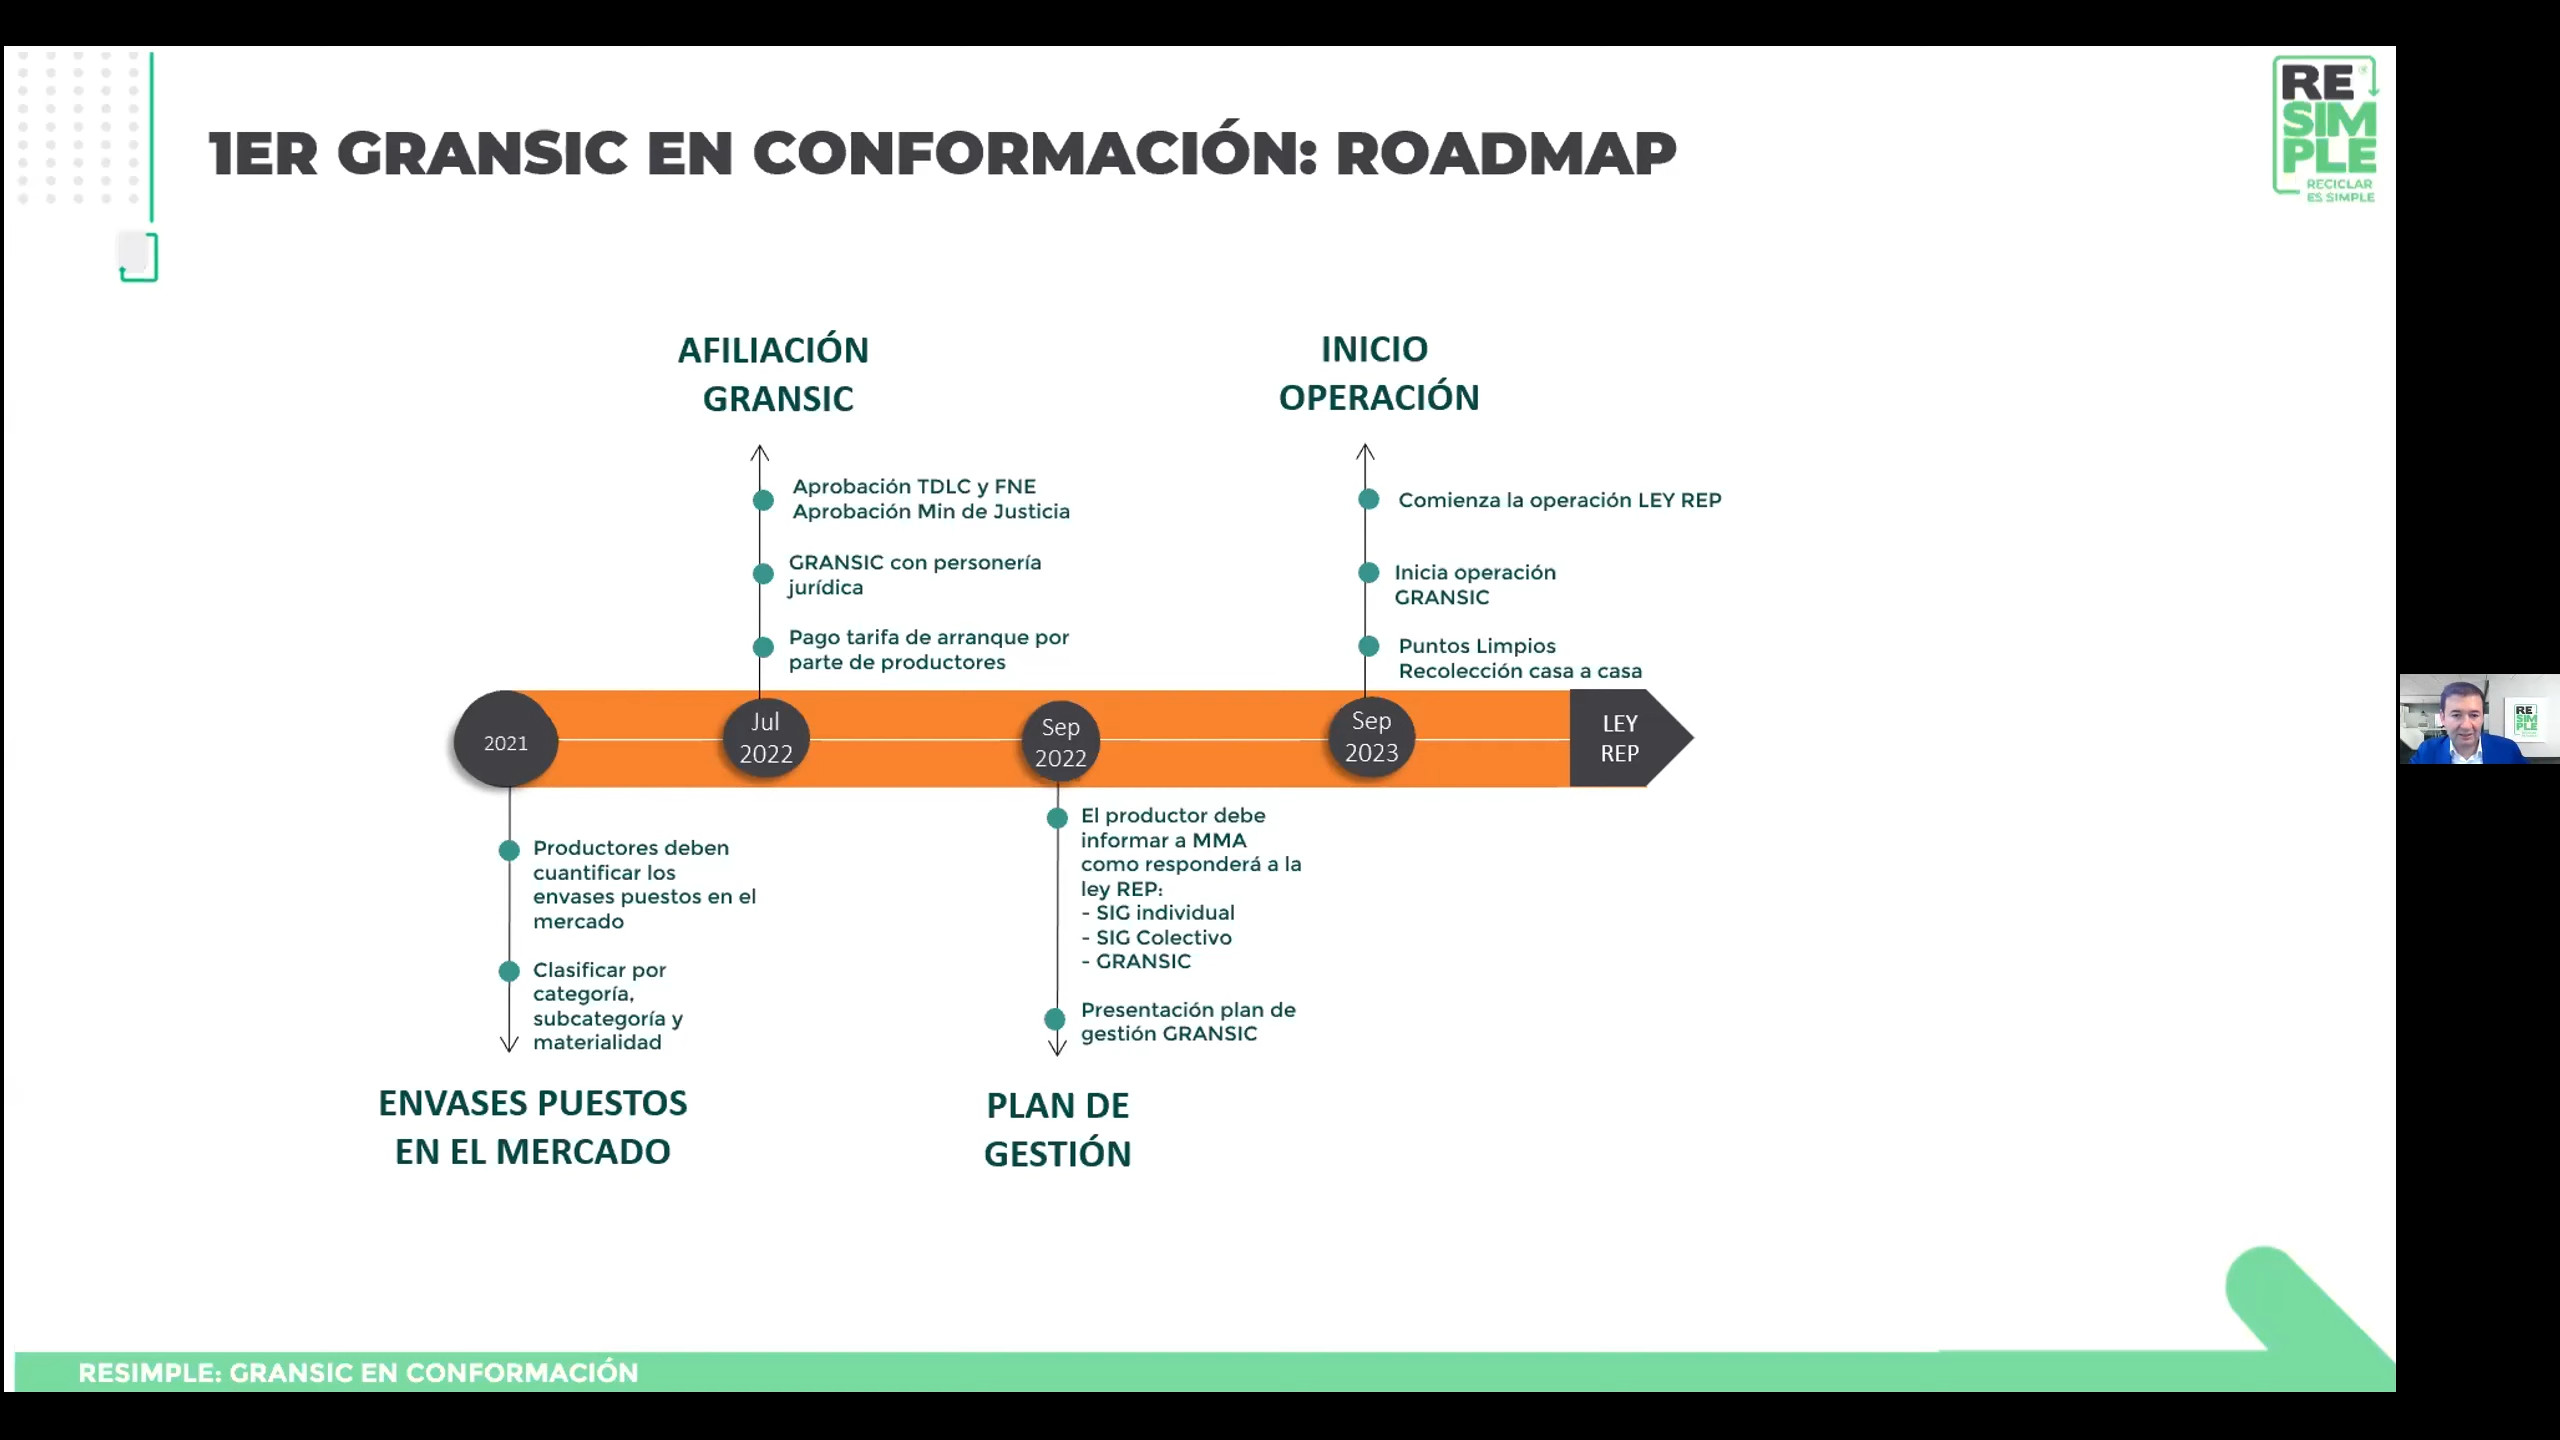 1ER GRANSIC EN CONFORMACIÓN: ROADMAP
RE
SIM
PLE
RECICLAR
ES SIMPLE
AFILIACIÓN
GRANSIC
Aprobación TDLC y FNE
Aprobación Min de Justicia
GRANSIC con personería
jurídica
Pago tarifa de arranque por
parte de productores
INICIO
OPERACIÓN
Comienza la operación LEY REP
Inicia operación
GRANSIC
Puntos Limpios
Recolección casa a casa
2021
Jul
2022
Sep
2022
Sep
2023
LEY
REP
Productores deben
cuantificar los
envases puestos en el
mercado
Clasificar por
categoría,
subcategoría y
materialidad
ENVASES PUESTOS
EN EL MERCADO
El productor debe
informar a MMA
como responderá a la
ley REP:
- SIG individual
- SIG Colectivo
- GRANSIC
Presentación plan de
gestión GRANSIC
PLAN DE
GESTIÓN
RE
SIM
PLE
RESIMPLE: GRANSIC EN CONFORMACIÓN